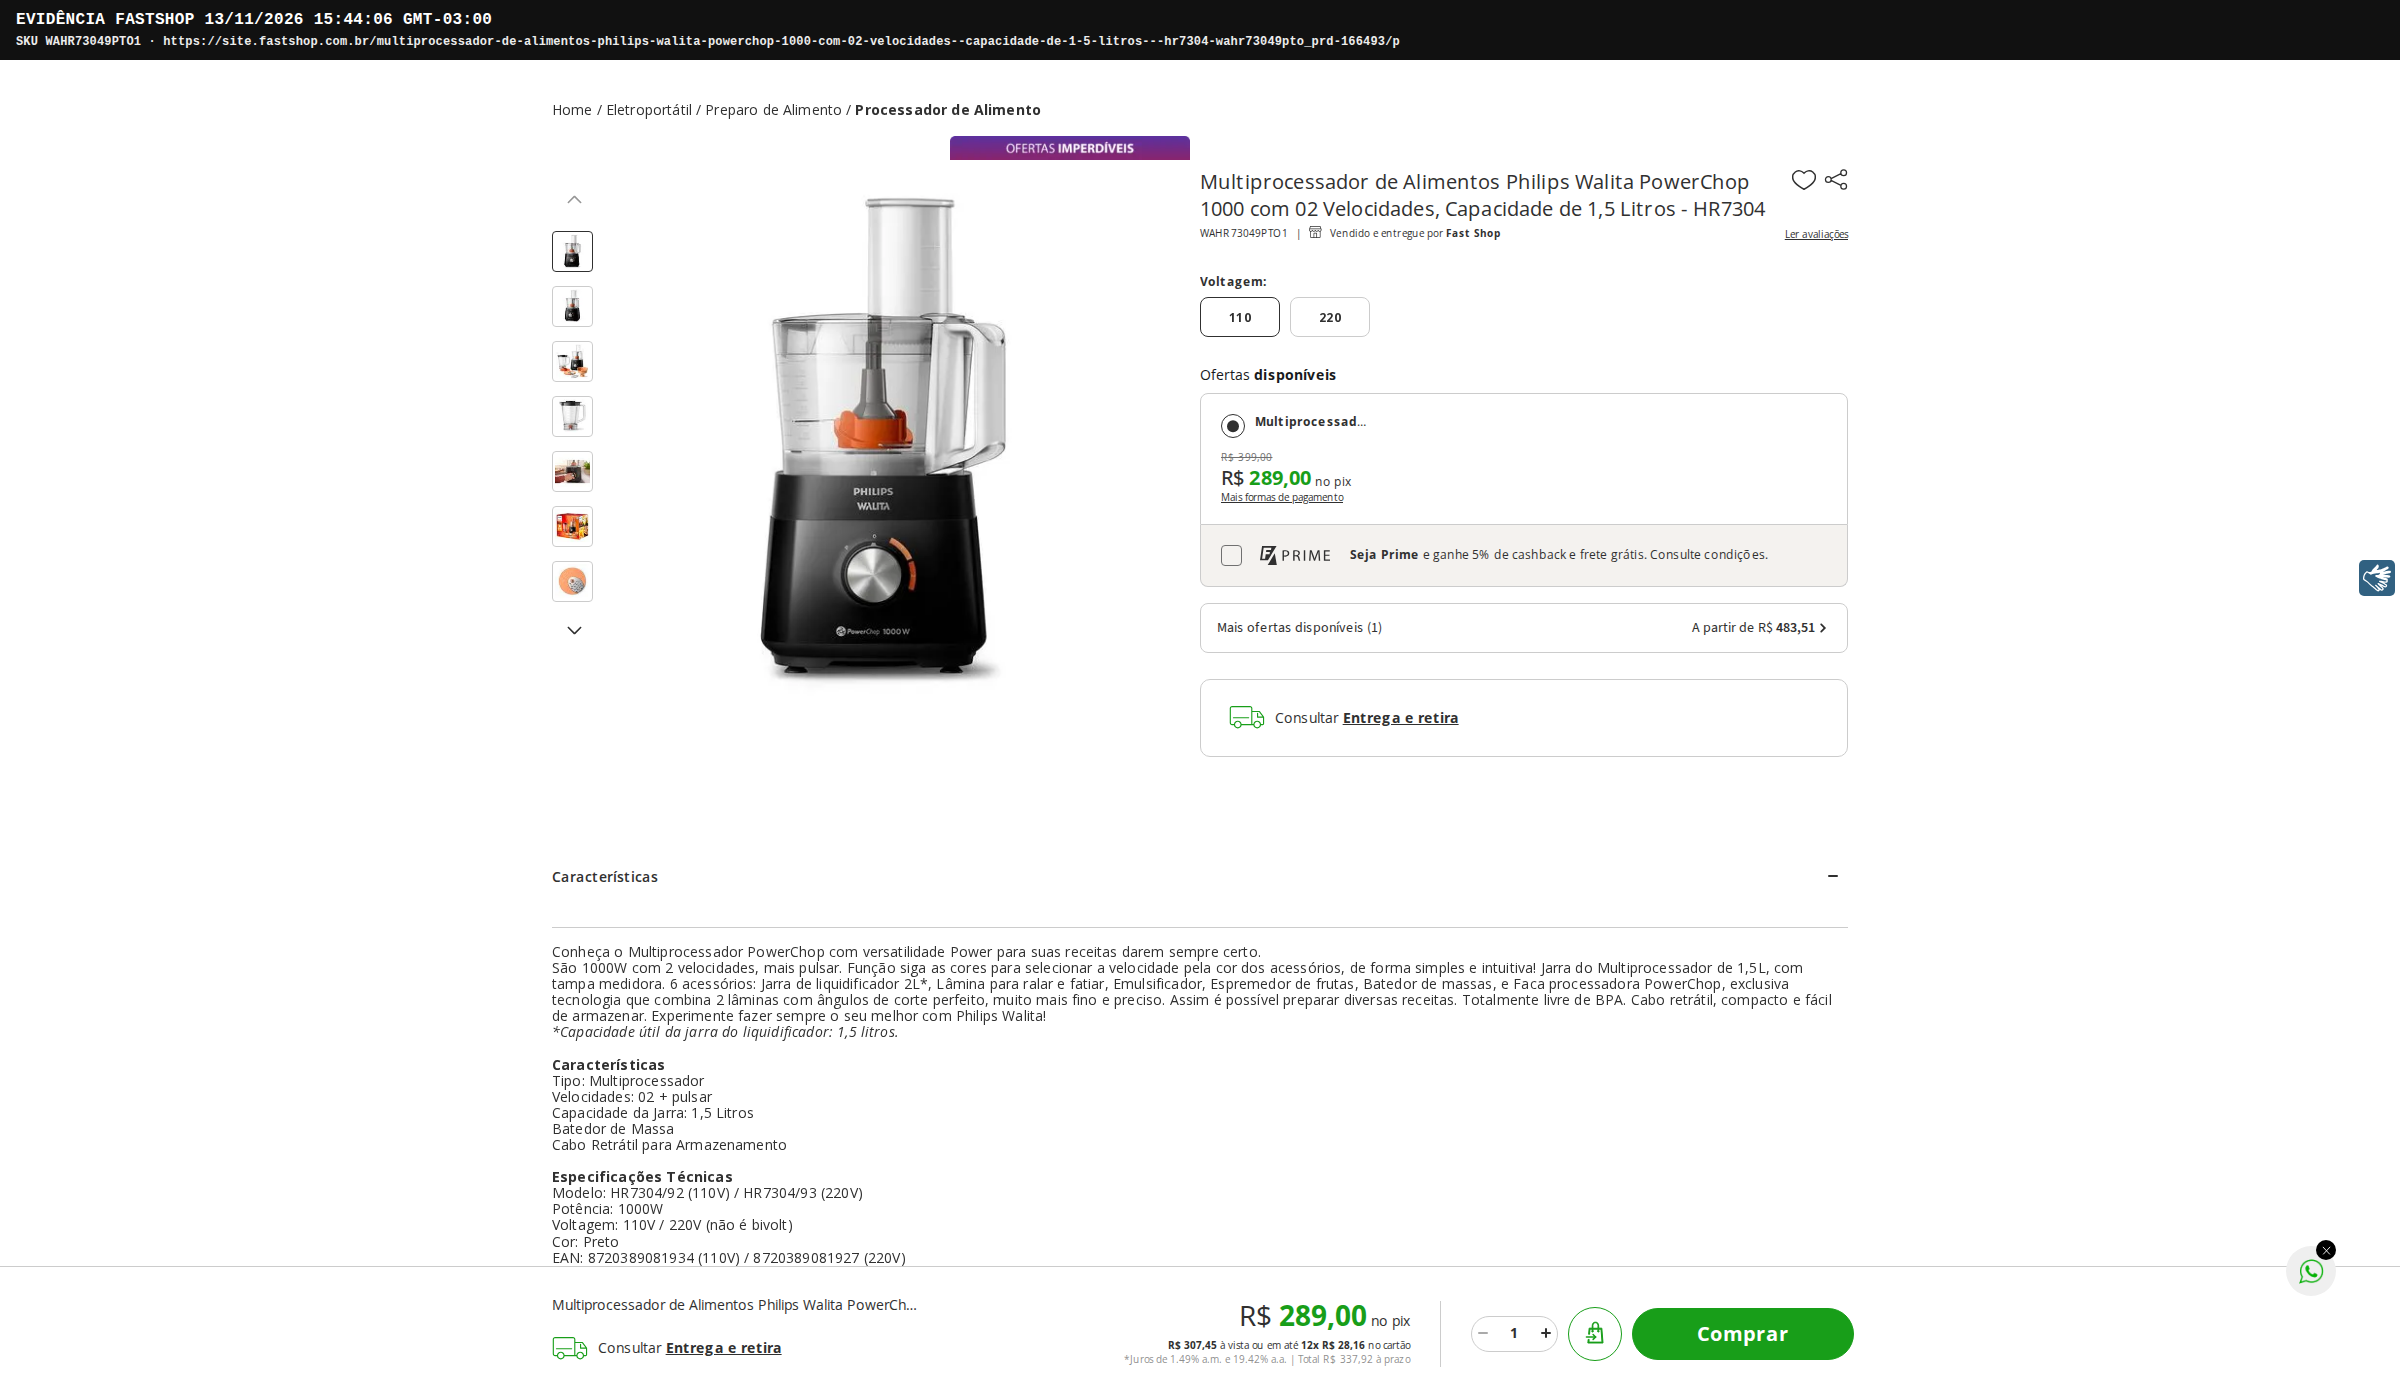 EVIDÊNCIA FASTSHOP 13/11/2026 15:44:06 GMT-03:00
SKU WAHR73049PTO1 · https://site.fastshop.com.br/multiprocessador-de-alimentos-philips-walita-powerchop-1000-com-02-velocidades--capacidade-de-1-5-litros---hr7304-wahr73049pto_prd-166493/p
Home / Eletroportátil / Preparo de Alimento / Processador de Alimento
OFERTAS IMPERDÍVEIS
Multiprocessador de Alimentos Philips Walita PowerChop
1000 com 02 Velocidades, Capacidade de 1,5 Litros - HR7304
WAHR73049PTO1 | Vendido e entregue por Fast Shop
Ler avaliações
Voltagem:
110 220
Ofertas disponíveis
Multiprocessad...
R$ 399,00
R$ 289,00 no pix
Mais formas de pagamento
PRIME Seja Prime e ganhe 5% de cashback e frete grátis. Consulte condições.
Mais ofertas disponíveis (1) A partir de R$ 483,51
Consultar Entrega e retira
PHILIPS
WALITA
0
PowerChop 1000 W
Características
Conheça o Multiprocessador PowerChop com versatilidade Power para suas receitas darem sempre certo.
São 1000W com 2 velocidades, mais pulsar. Função siga as cores para selecionar a velocidade pela cor dos acessórios, de forma simples e intuitiva! Jarra do Multiprocessador de 1,5L, com
tampa medidora. 6 acessórios: Jarra de liquidificador 2L*, Lâmina para ralar e fatiar, Emulsificador, Espremedor de frutas, Batedor de massas, e Faca processadora PowerChop, exclusiva
tecnologia que combina 2 lâminas com ângulos de corte perfeito, muito mais fino e preciso. Assim é possível preparar diversas receitas. Totalmente livre de BPA. Cabo retrátil, compacto e fácil
de armazenar. Experimente fazer sempre o seu melhor com Philips Walita!
*Capacidade útil da jarra do liquidificador: 1,5 litros.
Características
Tipo: Multiprocessador
Velocidades: 02 + pulsar
Capacidade da Jarra: 1,5 Litros
Batedor de Massa
Cabo Retrátil para Armazenamento
Especificações Técnicas
Modelo: HR7304/92 (110V) / HR7304/93 (220V)
Potência: 1000W
Voltagem: 110V / 220V (não é bivolt)
Cor: Preto
EAN: 8720389081934 (110V) / 8720389081927 (220V)
Multiprocessador de Alimentos Philips Walita PowerCh...
Consultar Entrega e retira
R$ 289,00 no pix
R$ 307,45 à vista ou em até 12x R$ 28,16 no cartão
*Juros de 1.49% a.m. e 19.42% a.a. | Total R$ 337,92 à prazo
1
Comprar